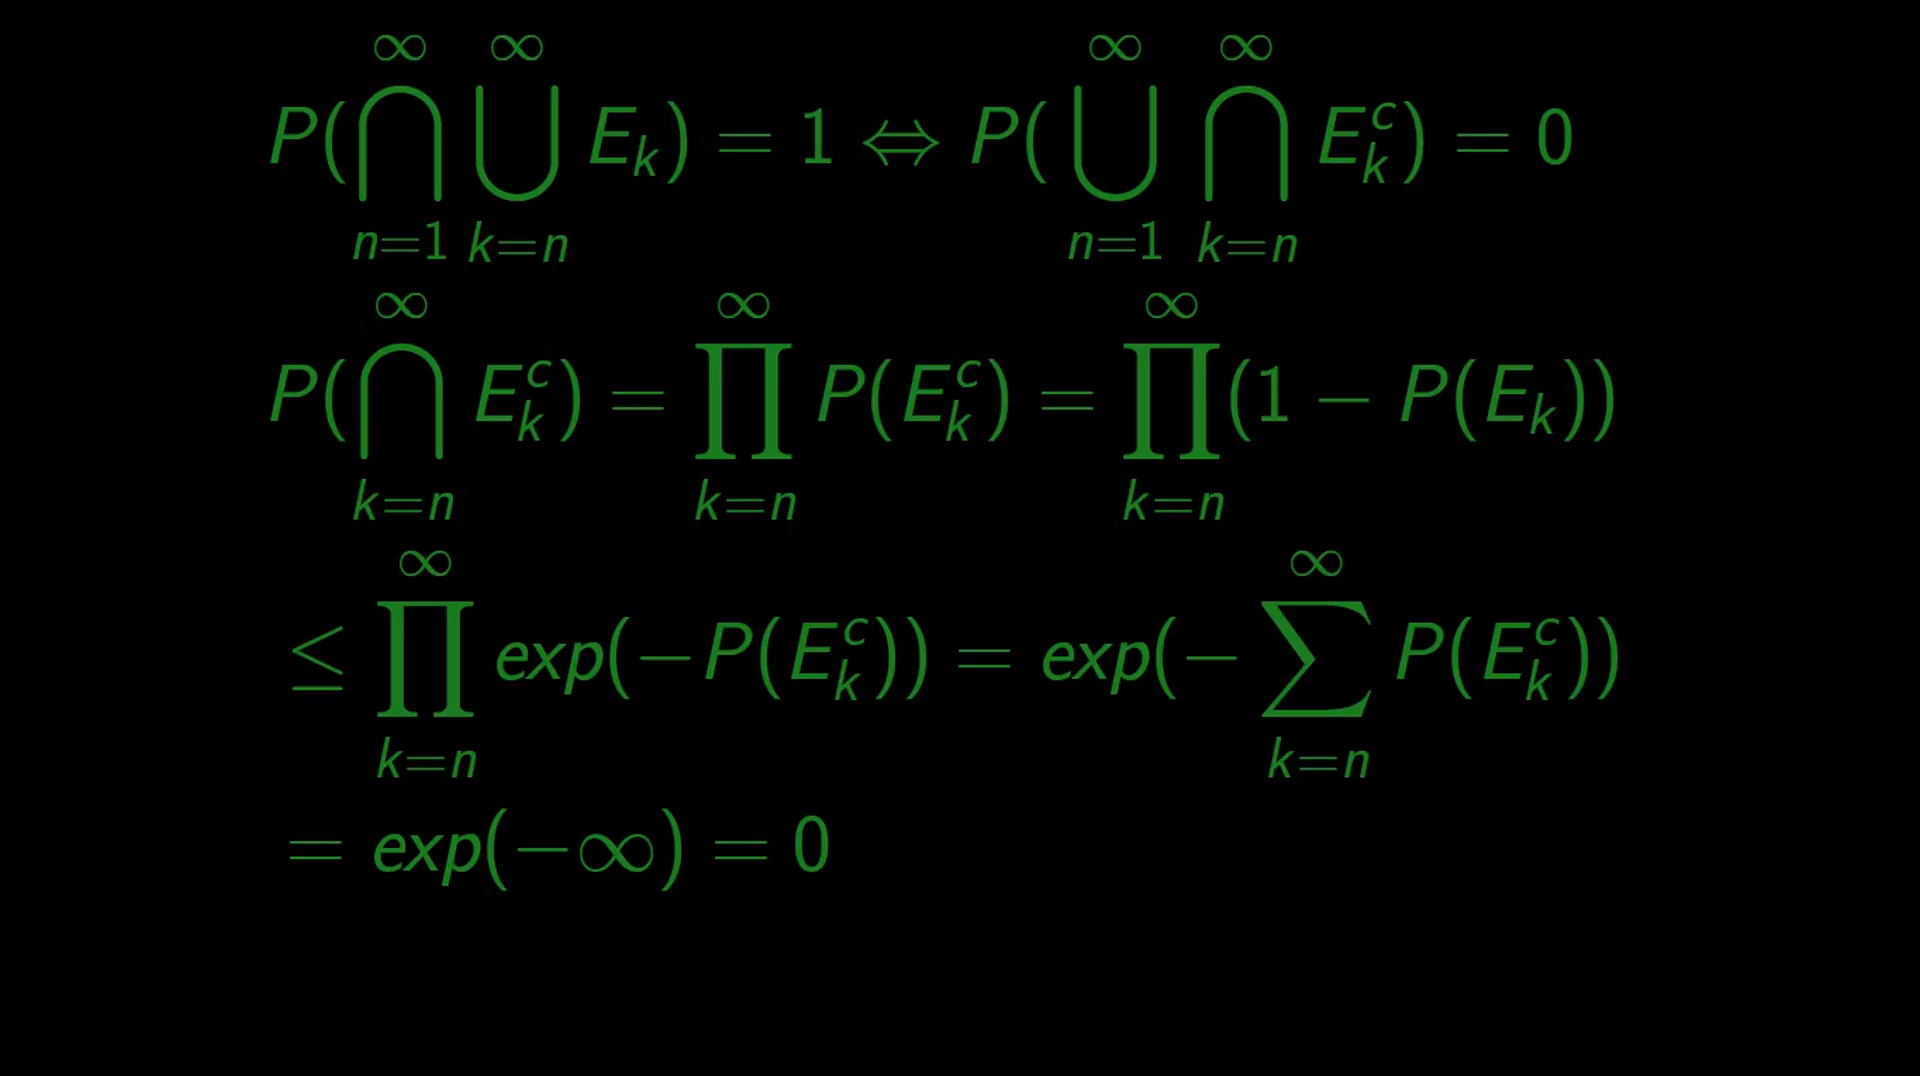 P(⋂_{n=1}^{∞} ⋃_{k=n}^{∞} E_k) = 1 ⇔ P(⋃_{n=1}^{∞} ⋂_{k=n}^{∞} E_k^c) = 0
P(⋂_{k=n}^{∞} E_k^c) = ∏_{k=n}^{∞} P(E_k^c) = ∏_{k=n}^{∞} (1 − P(E_k))
≤ ∏_{k=n}^{∞} exp(−P(E_k^c)) = exp(− ∑_{k=n}^{∞} P(E_k^c))
= exp(−∞) = 0